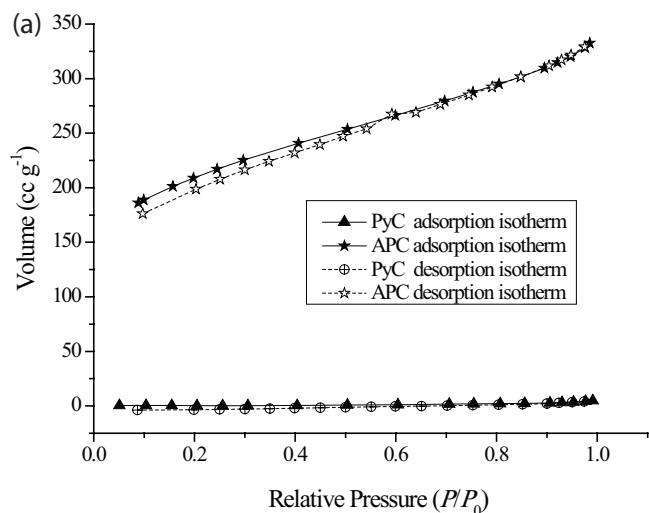 (a)
350
300
250
200
150
100
50
0
Volume (cc g⁻¹)
PyC adsorption isotherm
APC adsorption isotherm
PyC desorption isotherm
APC desorption isotherm
0.0 0.2 0.4 0.6 0.8 1.0
Relative Pressure (P/P₀)